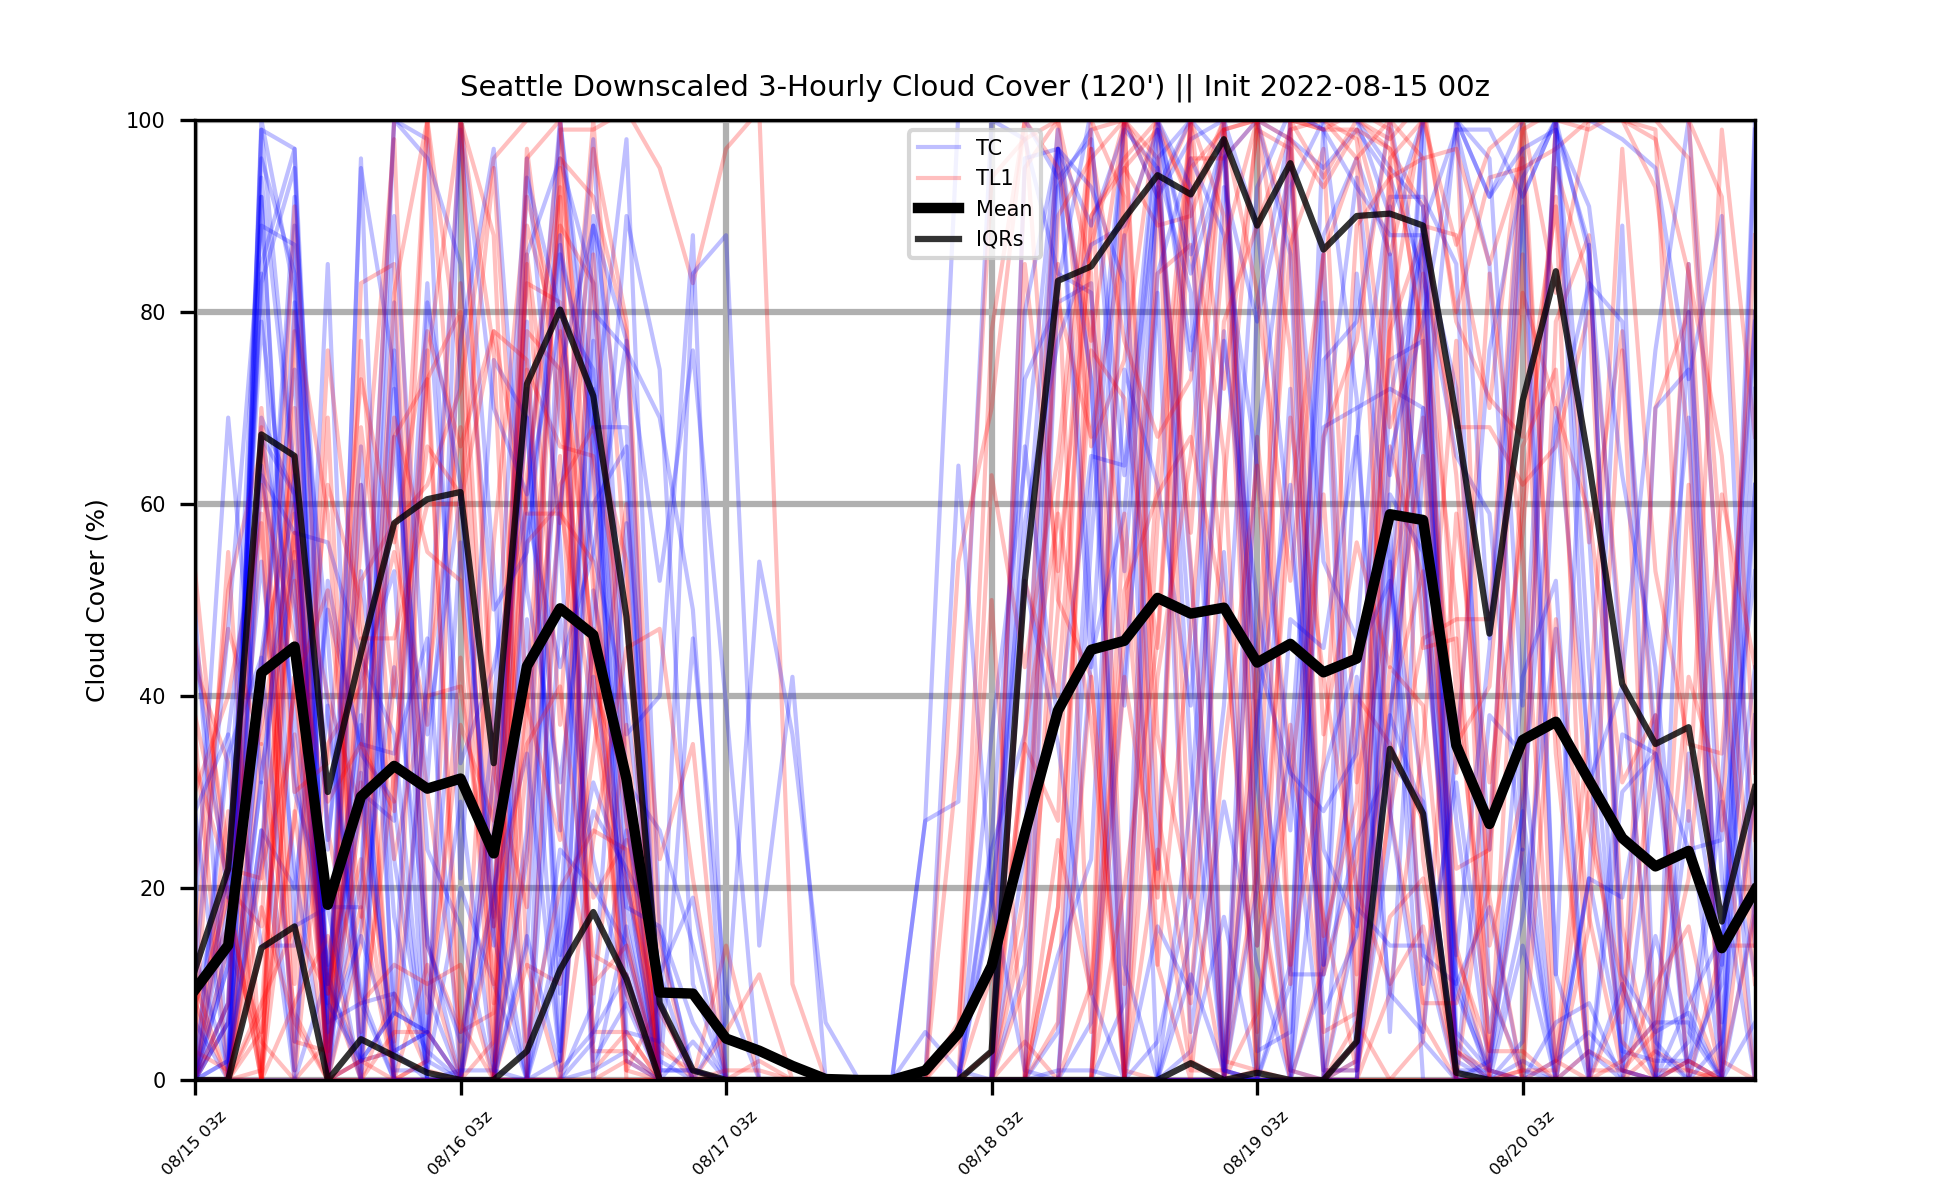 Seattle Downscaled 3-Hourly Cloud Cover (120') || Init 2022-08-15 00z
TC
TL1
Mean
IQRs
Cloud Cover (%)
100
80
60
40
20
0
08/15 03z
08/16 03z
08/17 03z
08/18 03z
08/19 03z
08/20 03z